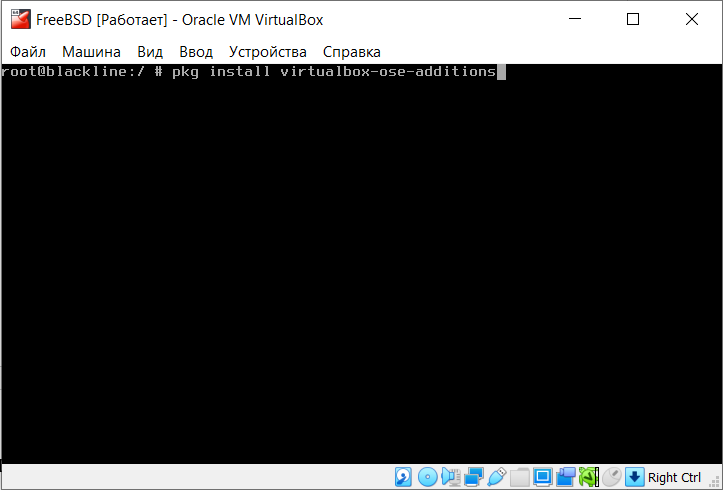 FreeBSD [Работает] - Oracle VM VirtualBox
Файл Машина Вид Ввод Устройства Справка
root@blackline:/ # pkg install virtualbox-ose-additions
Right Ctrl